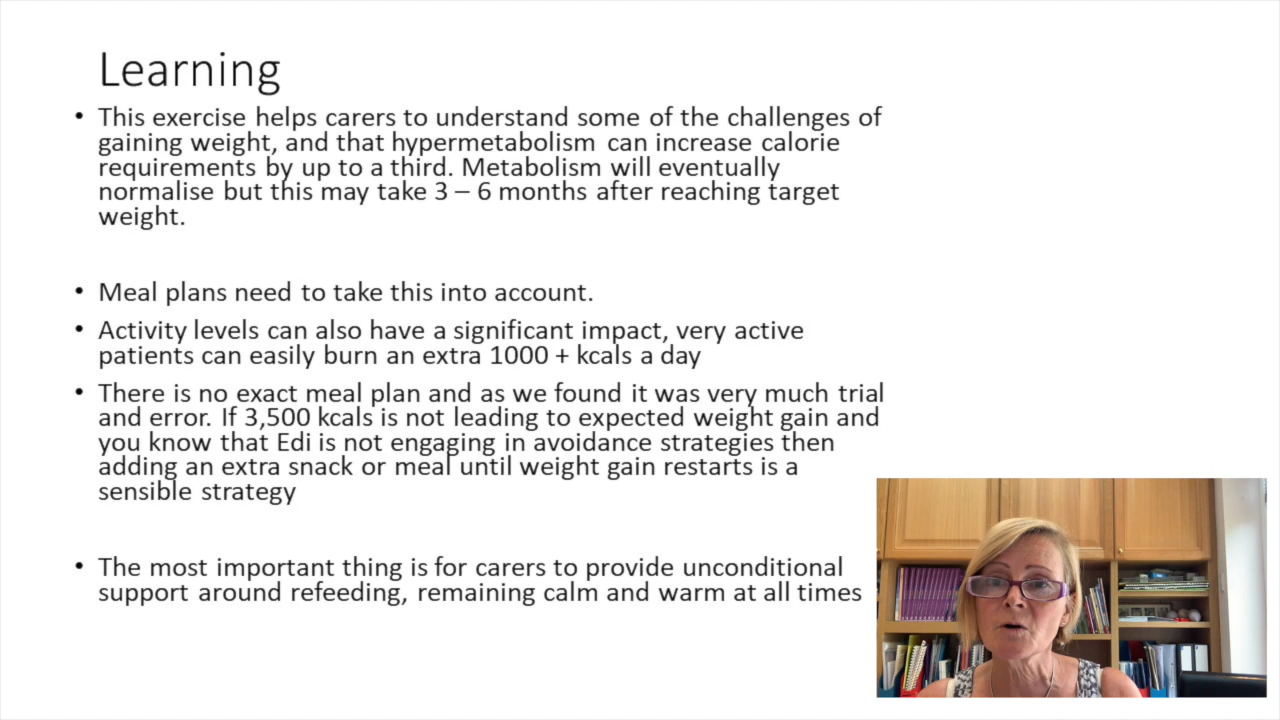 Learning
• This exercise helps carers to understand some of the challenges of
gaining weight, and that hypermetabolism can increase calorie
requirements by up to a third. Metabolism will eventually
normalise but this may take 3 – 6 months after reaching target
weight.
• Meal plans need to take this into account.
• Activity levels can also have a significant impact, very active
patients can easily burn an extra 1000 + kcals a day
• There is no exact meal plan and as we found it was very much trial
and error. If 3,500 kcals is not leading to expected weight gain and
you know that Edi is not engaging in avoidance strategies then
adding an extra snack or meal until weight gain restarts is a
sensible strategy
• The most important thing is for carers to provide unconditional
support around refeeding, remaining calm and warm at all times